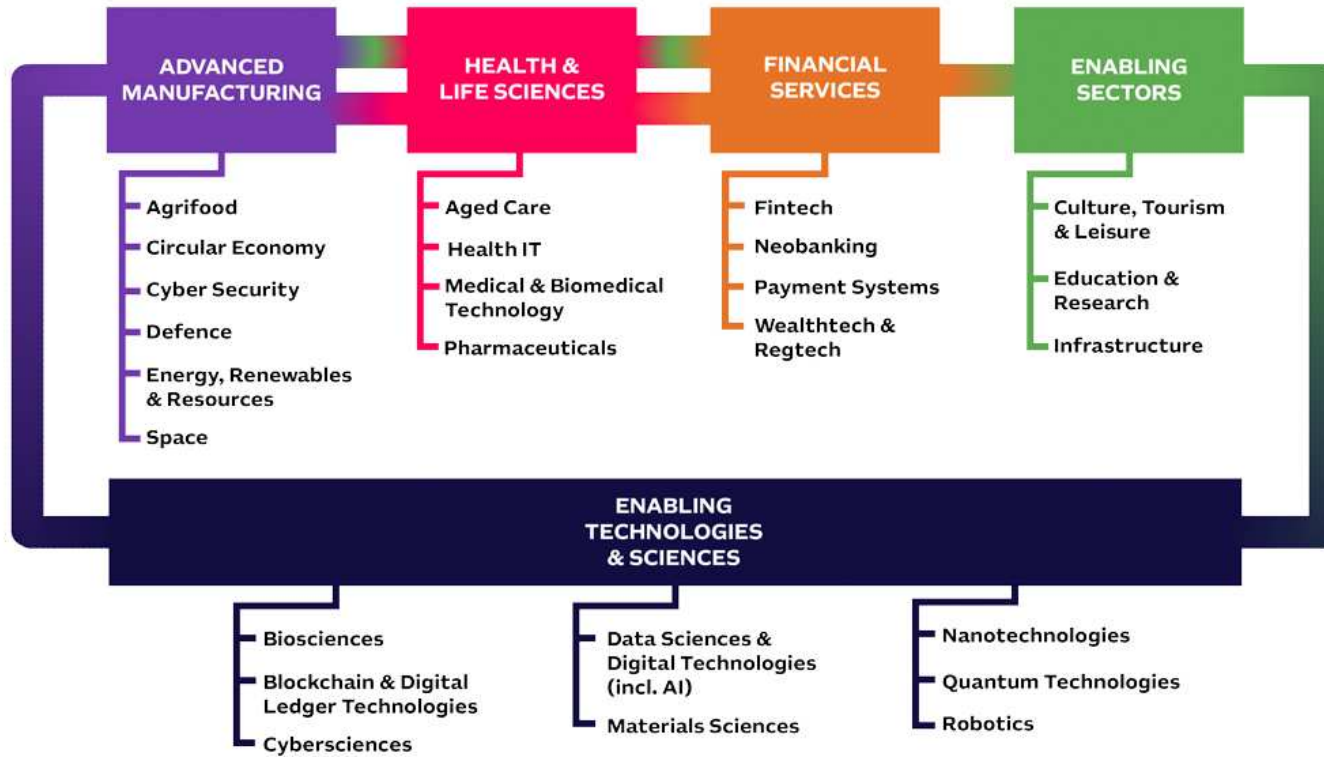 ADVANCED
MANUFACTURING
Agrifood
Circular Economy
Cyber Security
Defence
Energy, Renewables
& Resources
Space
HEALTH &
LIFE SCIENCES
Aged Care
Health IT
Medical & Biomedical
Technology
Pharmaceuticals
FINANCIAL
SERVICES
Fintech
Neobanking
Payment Systems
Wealthtech &
Regtech
ENABLING
SECTORS
Culture, Tourism
& Leisure
Education &
Research
Infrastructure
ENABLING
TECHNOLOGIES
& SCIENCES
Biosciences
Blockchain & Digital
Ledger Technologies
Cybersciences
Data Sciences &
Digital Technologies
(incl. AI)
Materials Sciences
Nanotechnologies
Quantum Technologies
Robotics